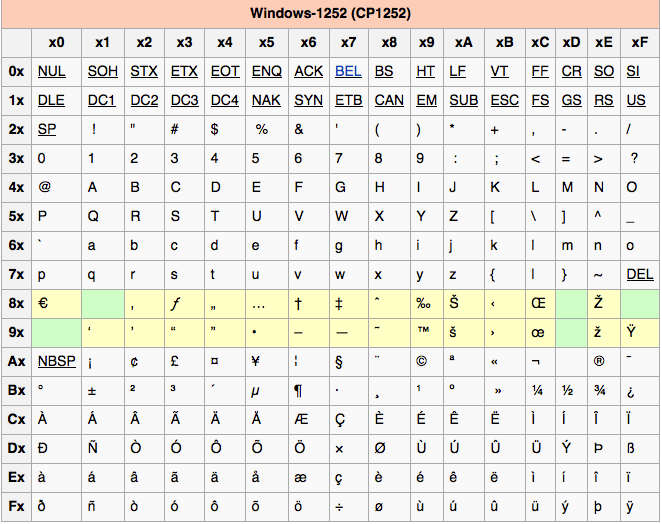 Windows-1252 (CP1252)
x0 x1 x2 x3 x4 x5 x6 x7 x8 x9 xA xB xC xD xE xF
0x NUL SOH STX ETX EOT ENQ ACK BEL BS HT LF VT FF CR SO SI
1x DLE DC1 DC2 DC3 DC4 NAK SYN ETB CAN EM SUB ESC FS GS RS US
2x SP ! " # $ % & ' ( ) * + , - . /
3x 0 1 2 3 4 5 6 7 8 9 : ; < = > ?
4x @ A B C D E F G H I J K L M N O
5x P Q R S T U V W X Y Z [ \ ] ^ _
6x ` a b c d e f g h i j k l m n o
7x p q r s t u v w x y z { | } ~ DEL
8x € ‚ ƒ „ … † ‡ ˆ ‰ Š ‹ Œ Ž
9x ‘ ’ “ ” • – — ˜ ™ š › œ ž Ÿ
Ax NBSP ¡ ¢ £ ¤ ¥ ¦ § ¨ © ª « ¬ ® ¯
Bx ° ± ² ³ ´ µ ¶ · ¸ ¹ º » ¼ ½ ¾ ¿
Cx À Á Â Ã Ä Å Æ Ç È É Ê Ë Ì Í Î Ï
Dx Ð Ñ Ò Ó Ô Õ Ö × Ø Ù Ú Û Ü Ý Þ ß
Ex à á â ã ä å æ ç è é ê ë ì í î ï
Fx ð ñ ò ó ô õ ö ÷ ø ù ú û ü ý þ ÿ